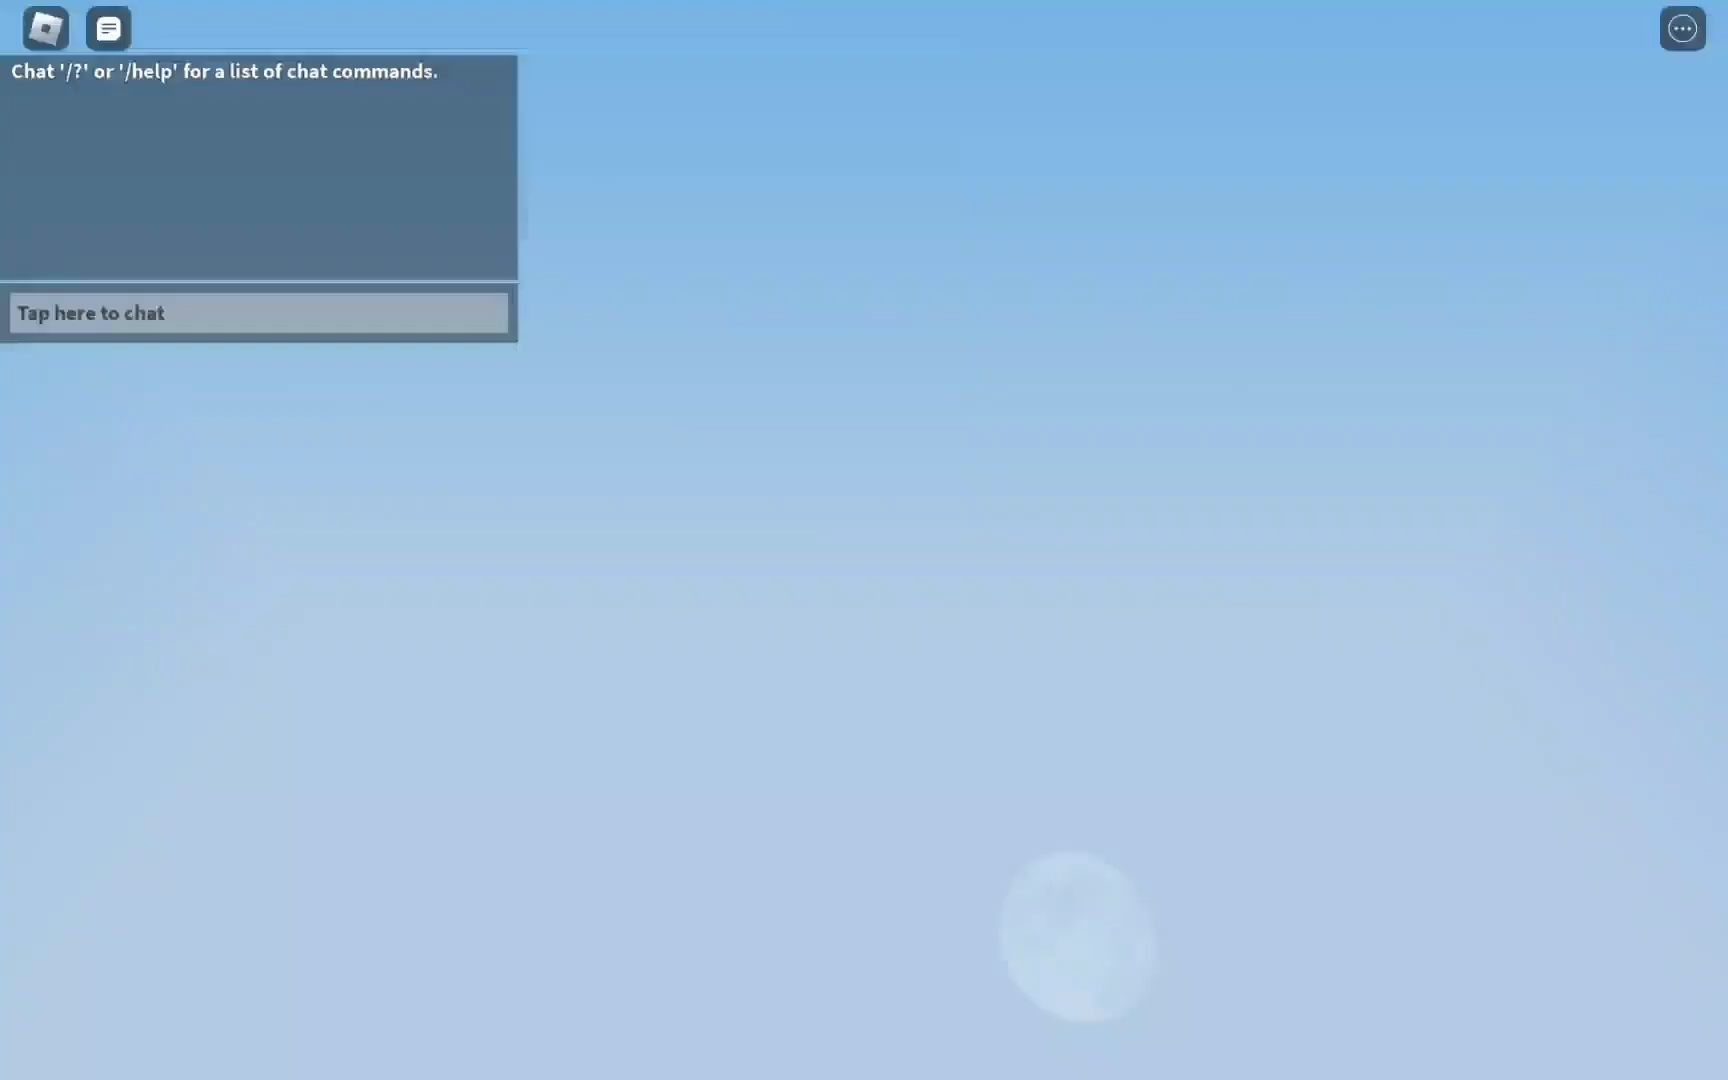 Chat '/?' or '/help' for a list of chat commands.
Tap here to chat